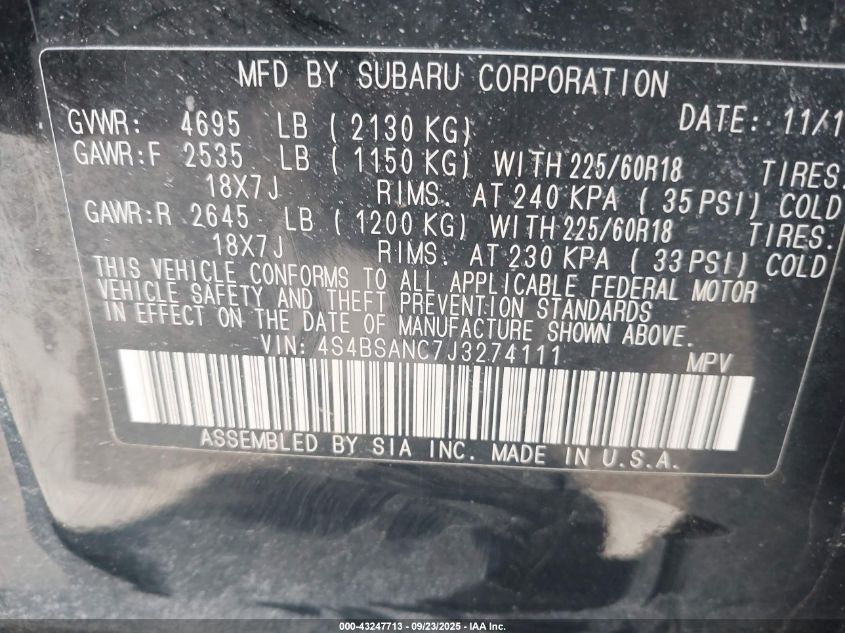 MFD BY SUBARU CORPORATION
DATE: 11/1
GVWR: 4695 LB ( 2130 KG)
GAWR:F 2535 LB ( 1150 KG) WITH 225/60R18 TIRES.
18X7J RIMS. AT 240 KPA ( 35 PSI) COLD
GAWR:R 2645 LB ( 1200 KG) WITH 225/60R18 TIRES.
18X7J RIMS. AT 230 KPA ( 33 PSI) COLD
THIS VEHICLE CONFORMS TO ALL APPLICABLE FEDERAL MOTOR
VEHICLE SAFETY AND THEFT PREVENTION STANDARDS
IN EFFECT ON THE DATE OF MANUFACTURE SHOWN ABOVE.
VIN: 4S4BSANC7J3274111 MPV
ASSEMBLED BY SIA INC. MADE IN U.S.A.
000-43247713 - 09/23/2025 - IAA Inc.